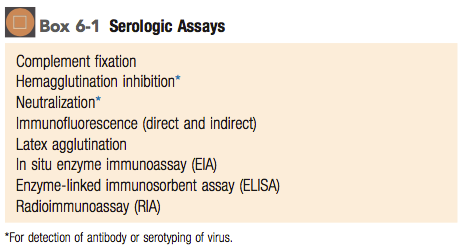 Box 6-1 Serologic Assays
Complement fixation
Hemagglutination inhibition*
Neutralization*
Immunofluorescence (direct and indirect)
Latex agglutination
In situ enzyme immunoassay (EIA)
Enzyme-linked immunosorbent assay (ELISA)
Radioimmunoassay (RIA)
*For detection of antibody or serotyping of virus.